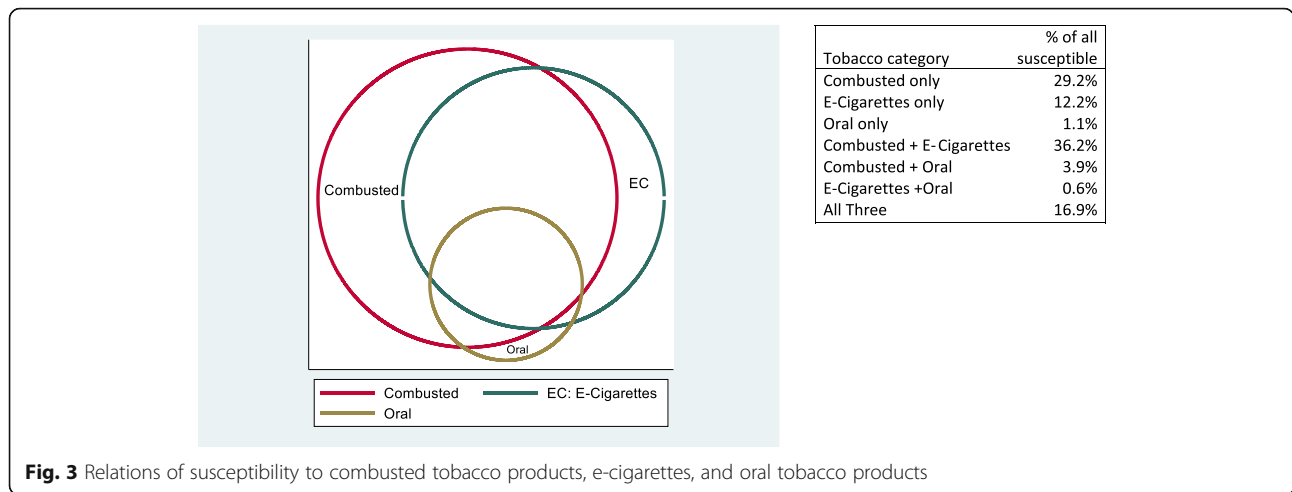 Combusted
EC
Oral
Combusted
EC: E-Cigarettes
Oral
% of all
Tobacco category susceptible
Combusted only 29.2%
E-Cigarettes only 12.2%
Oral only 1.1%
Combusted + E-Cigarettes 36.2%
Combusted + Oral 3.9%
E-Cigarettes +Oral 0.6%
All Three 16.9%
Fig. 3 Relations of susceptibility to combusted tobacco products, e-cigarettes, and oral tobacco products